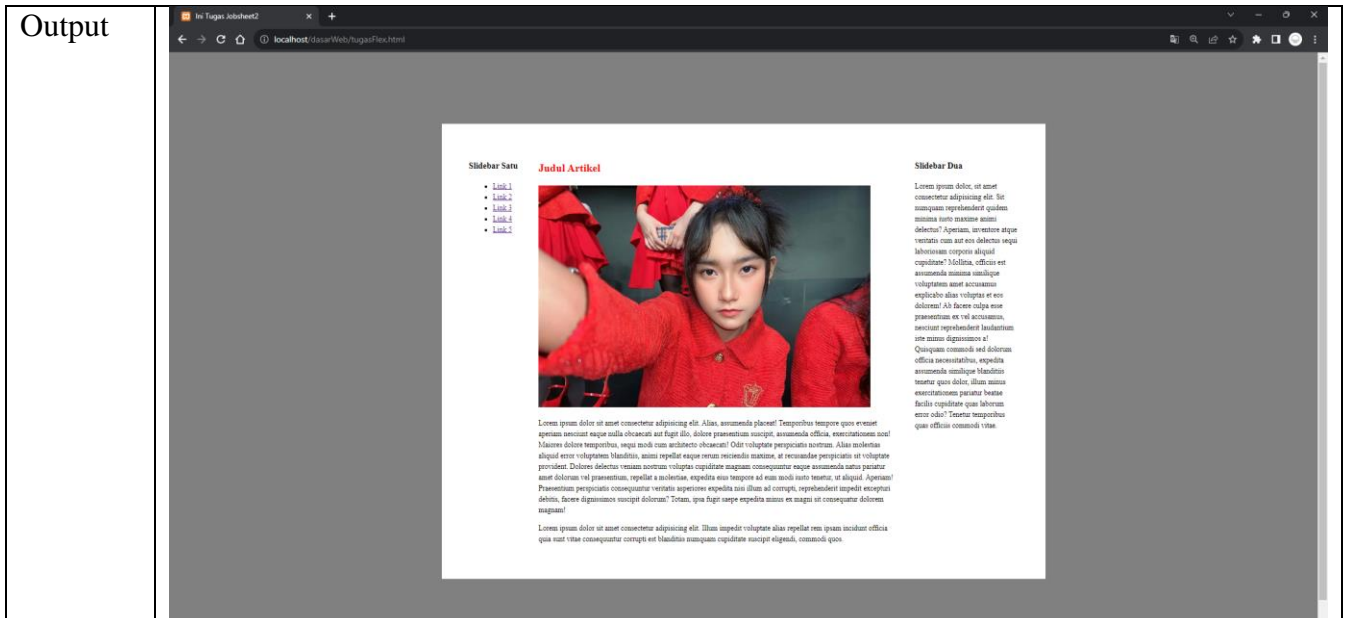 Output
Ini Tugas Jobsheet2
localhost/dasarWeb/tugasFlex.html
Slidebar Satu
Link 1
Link 2
Link 3
Link 4
Link 5
Judul Artikel
Lorem ipsum dolor sit amet consectetur adipisicing elit. Alias, assumenda placeat! Temporibus tempore quos eveniet
aperiam nesciunt eaque nulla obcaecati aut fugit illo, dolore praesentium suscipit, assumenda officia, exercitationem non!
Maiores dolore temporibus, sequi modi cum architecto obcaecati! Odit voluptate perspiciatis nostrum. Alias molestias
aliquid error voluptatem blanditiis, animi repellat eaque rerum reiciendis maxime, at recusandae perspiciatis sit voluptate
provident. Dolores delectus veniam nostrum voluptas cupiditate magnam consequuntur eaque assumenda natus pariatur
amet dolorum vel praesentium, repellat a molestiae, expedita eius tempore ad eum modi iusto tenetur, ut aliquid. Aperiam!
Praesentium perspiciatis consequuntur veritatis asperiores expedita nisi illum ad corrupti, reprehenderit impedit excepturi
debitis, facere dignissimos suscipit dolorum? Totam, ipsa fugit saepe expedita minus ex magni sit consequatur dolorem
magnam!
Lorem ipsum dolor sit amet consectetur adipisicing elit. Illum impedit voluptate alias repellat rem ipsam incidunt officia
quia sunt vitae consequuntur corrupti est blanditiis numquam cupiditate suscipit eligendi, commodi quos.
Slidebar Dua
Lorem ipsum dolor, sit amet
consectetur adipisicing elit. Sit
numquam reprehenderit quidem
minima iusto maxime animi
delectus? Aperiam, inventore atque
veritatis cum aut eos delectus sequi
laboriosam corporis aliquid
cupiditate? Mollitia, officiis est
assumenda minima similique
voluptatem amet accusamus
explicabo alias voluptas et eos
dolorem! Ab facere culpa esse
praesentium ex vel accusamus,
nesciunt reprehenderit laudantium
iste minus dignissimos a!
Quisquam commodi sed dolorum
officia necessitatibus, expedita
assumenda similique blanditiis
tenetur quos dolor, illum minus
exercitationem pariatur beatae
facilis cupiditate quas laborum
error odio? Tenetur temporibus
quas officiis commodi vitae.